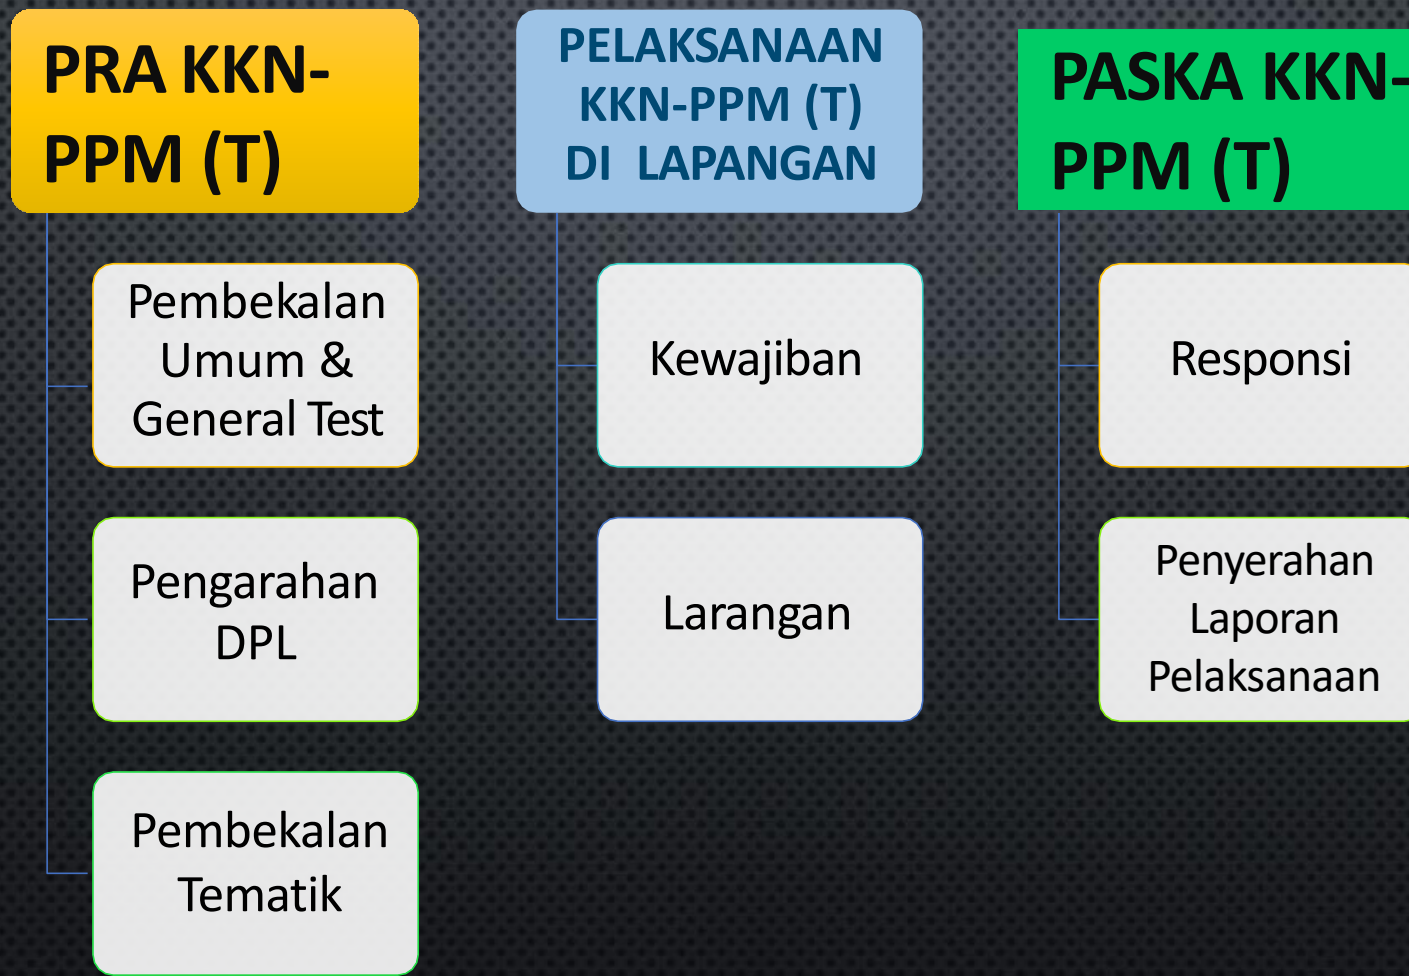 PRA KKN-
PPM (T)
Pembekalan
Umum &
General Test
Pengarahan
DPL
Pembekalan
Tematik
PELAKSANAAN
KKN-PPM (T)
DI LAPANGAN
Kewajiban
Larangan
PASKA KKN-
PPM (T)
Responsi
Penyerahan
Laporan
Pelaksanaan